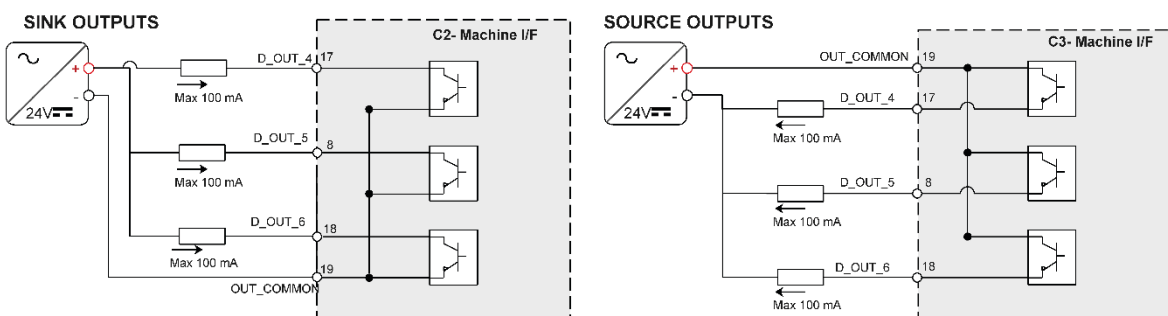 SINK OUTPUTS
C2- Machine I/F
+
-
24V
D_OUT_4
17
Max 100 mA
D_OUT_5
8
Max 100 mA
D_OUT_6
18
Max 100 mA
19
OUT_COMMON
SOURCE OUTPUTS
C3- Machine I/F
+
-
24V
OUT_COMMON
19
D_OUT_4
17
Max 100 mA
D_OUT_5
8
Max 100 mA
D_OUT_6
18
Max 100 mA